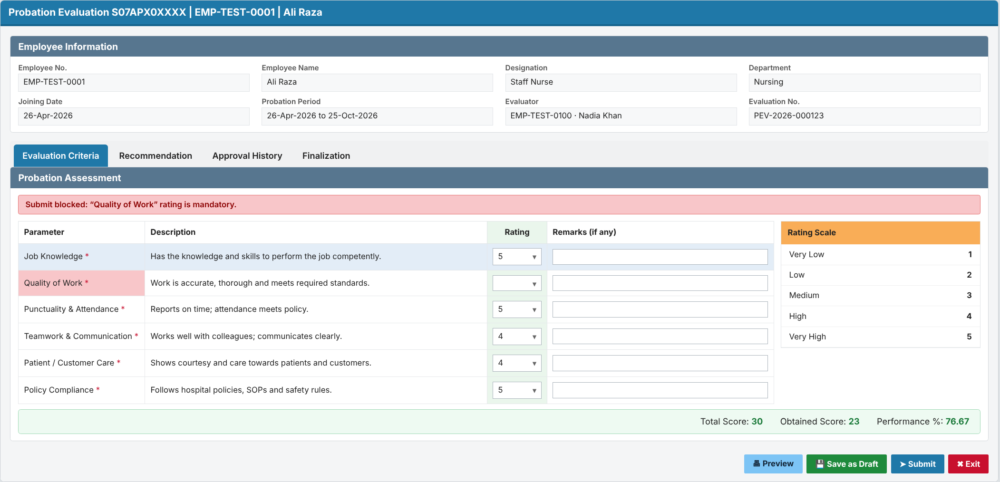 Probation Evaluation S07APX0XXXX | EMP-TEST-0001 | Ali Raza
Employee Information
Employee No.
EMP-TEST-0001
Employee Name
Ali Raza
Designation
Staff Nurse
Department
Nursing
Joining Date
26-Apr-2026
Probation Period
26-Apr-2026 to 25-Oct-2026
Evaluator
EMP-TEST-0100 · Nadia Khan
Evaluation No.
PEV-2026-000123
Evaluation Criteria Recommendation Approval History Finalization
Probation Assessment
Submit blocked: “Quality of Work” rating is mandatory.
Parameter Description Rating Remarks (if any)
Job Knowledge * Has the knowledge and skills to perform the job competently. 5
Quality of Work * Work is accurate, thorough and meets required standards.
Punctuality & Attendance * Reports on time; attendance meets policy. 5
Teamwork & Communication * Works well with colleagues; communicates clearly. 4
Patient / Customer Care * Shows courtesy and care towards patients and customers. 4
Policy Compliance * Follows hospital policies, SOPs and safety rules. 5
Rating Scale
Very Low 1
Low 2
Medium 3
High 4
Very High 5
Total Score: 30 Obtained Score: 23 Performance %: 76.67
Preview Save as Draft Submit Exit